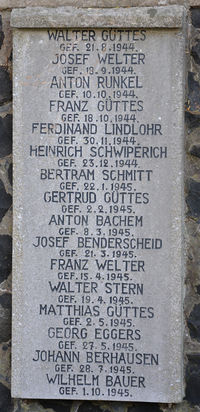 WALTER GÜTTES
GEF. 21.8.1944.
JOSEF WELTER
GEF. 18.9.1944.
ANTON RUNKEL
GEF. 10.10.1944.
FRANZ GÜTTES
GEF. 18.10.1944.
FERDINAND LINDLOHR
GEF. 30.11.1944.
HEINRICH SCHWIPERICH
GEF. 23.12.1944.
BERTRAM SCHMITT
GEF. 22.1.1945.
GERTRUD GÜTTES
GEF. 2.2.1945.
ANTON BACHEM
GEF. 8.3.1945.
JOSEF BENDERSCHEID
GEF. 21.3.1945.
FRANZ WELTER
GEF. 15.4.1945.
WALTER STERN
GEF. 19.4.1945.
MATTHIAS GÜTTES
GEF. 2.5.1945.
GEORG EGGERS
GEF. 27.5.1945.
JOHANN BERHAUSEN
GEF. 28.7.1945.
WILHELM BAUER
GEF. 1.10.1945.